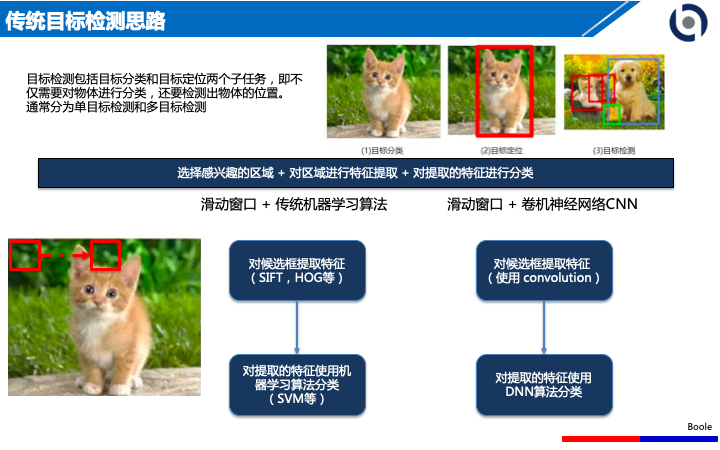 传统目标检测思路
目标检测包括目标分类和目标定位两个子任务，即不
仅需要对物体进行分类，还要检测出物体的位置。
通常分为单目标检测和多目标检测
(1)目标分类
(2)目标定位
(3)目标检测
选择感兴趣的区域 + 对区域进行特征提取 + 对提取的特征进行分类
滑动窗口 + 传统机器学习算法
滑动窗口 + 卷机神经网络CNN
对候选框提取特征
（SIFT，HOG等）
对提取的特征使用机
器学习算法分类
（SVM等）
对候选框提取特征
（使用 convolution）
对提取的特征使用
DNN算法分类
Boole